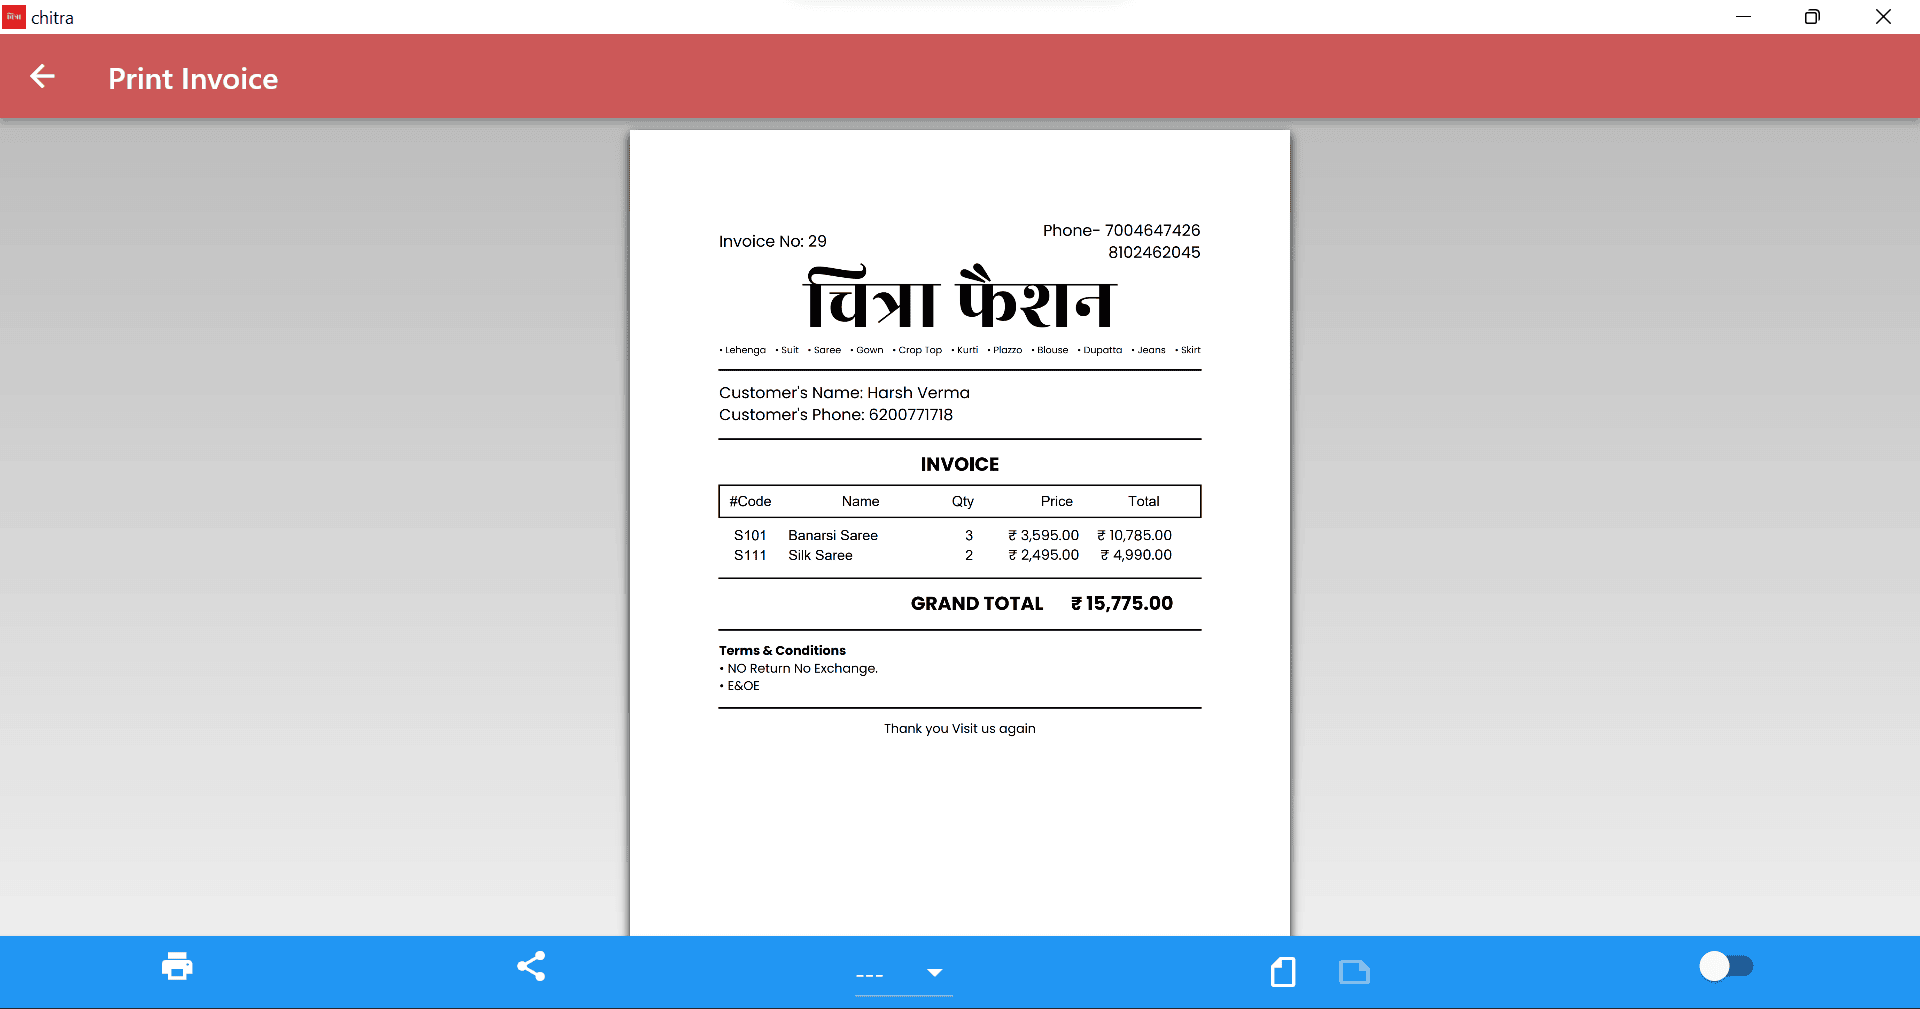 चित्रा chitra
Print Invoice
Invoice No: 29
Phone- 7004647426
8102462045
चित्रा फैशन
• Lehenga • Suit • Saree • Gown • Crop Top • Kurti • Plazzo • Blouse • Dupatta • Jeans • Skirt
Customer's Name: Harsh Verma
Customer's Phone: 6200771718
INVOICE
#Code Name Qty Price Total
S101 Banarsi Saree 3 ₹ 3,595.00 ₹ 10,785.00
S111 Silk Saree 2 ₹ 2,495.00 ₹ 4,990.00
GRAND TOTAL ₹ 15,775.00
Terms & Conditions
• NO Return No Exchange.
• E&OE
Thank you Visit us again
---